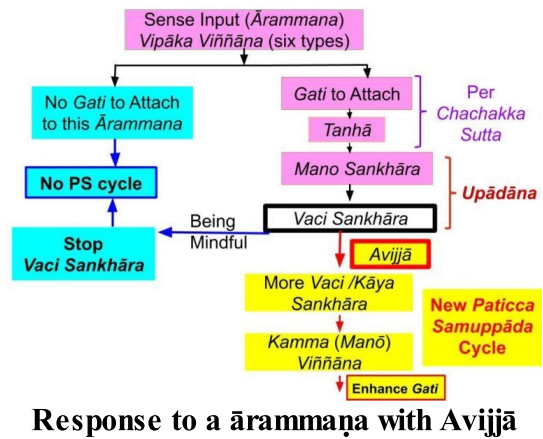 Sense Input (Ārammana)
Vipāka Viññāna (six types)
No Gati to Attach
to this Ārammana
Gati to Attach
Per
Chachakka
Sutta
Tanhā
No PS cycle
Mano Sankhāra
Upādāna
Vaci Sankhāra
Being
Mindful
Stop
Vaci Sankhāra
Avijjā
More Vaci /Kāya
Sankhāra
New Paticca
Samuppāda
Cycle
Kamma (Manō)
Viññāna
Enhance Gati
Response to a ārammaṇa with Avijjā